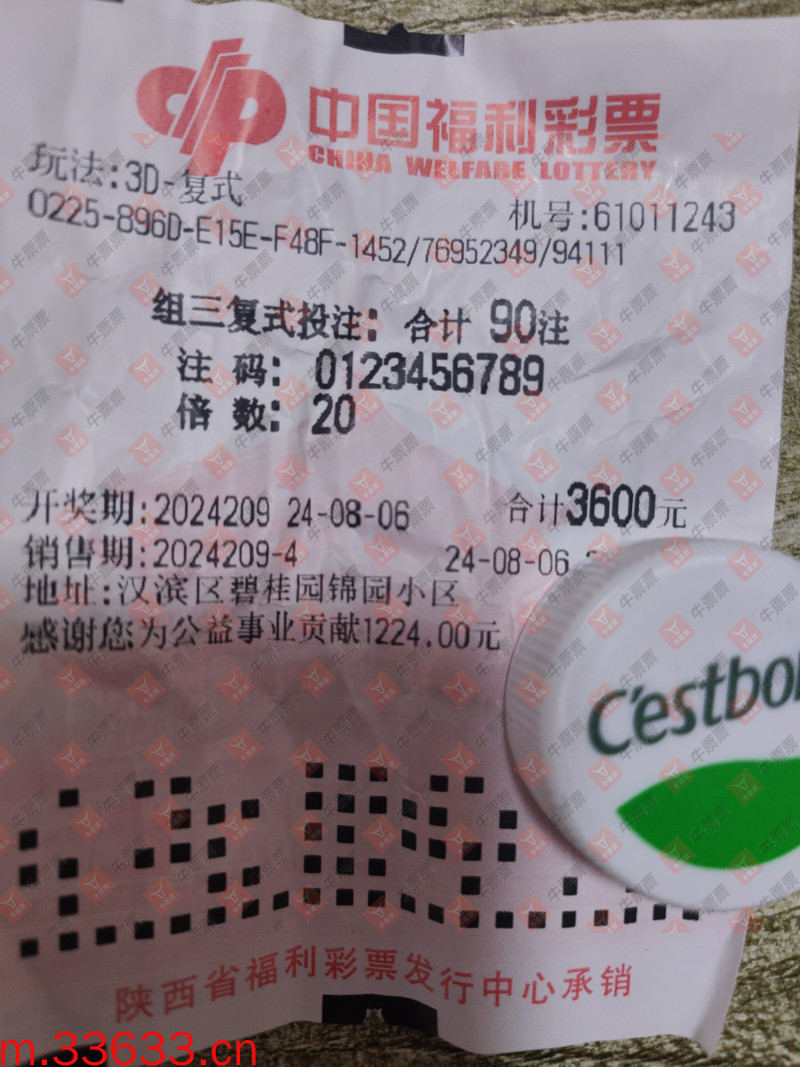 中国福利彩票
CHINA WELFARE LOTTERY
玩法:3D-复式
机号:61011243
0225-896D-E15E-F48F-1452/76952349/94111
组三复式投注: 合计 90注
注 码: 0123456789
倍 数: 20
开奖期:2024209 24-08-06 合计3600元
销售期:2024209-4 24-08-06
地址:汉滨区碧桂园锦园小区
感谢您为公益事业贡献1224.00元
C'estbon
陕西省福利彩票发行中心承销
m.33633.cn
牛票票